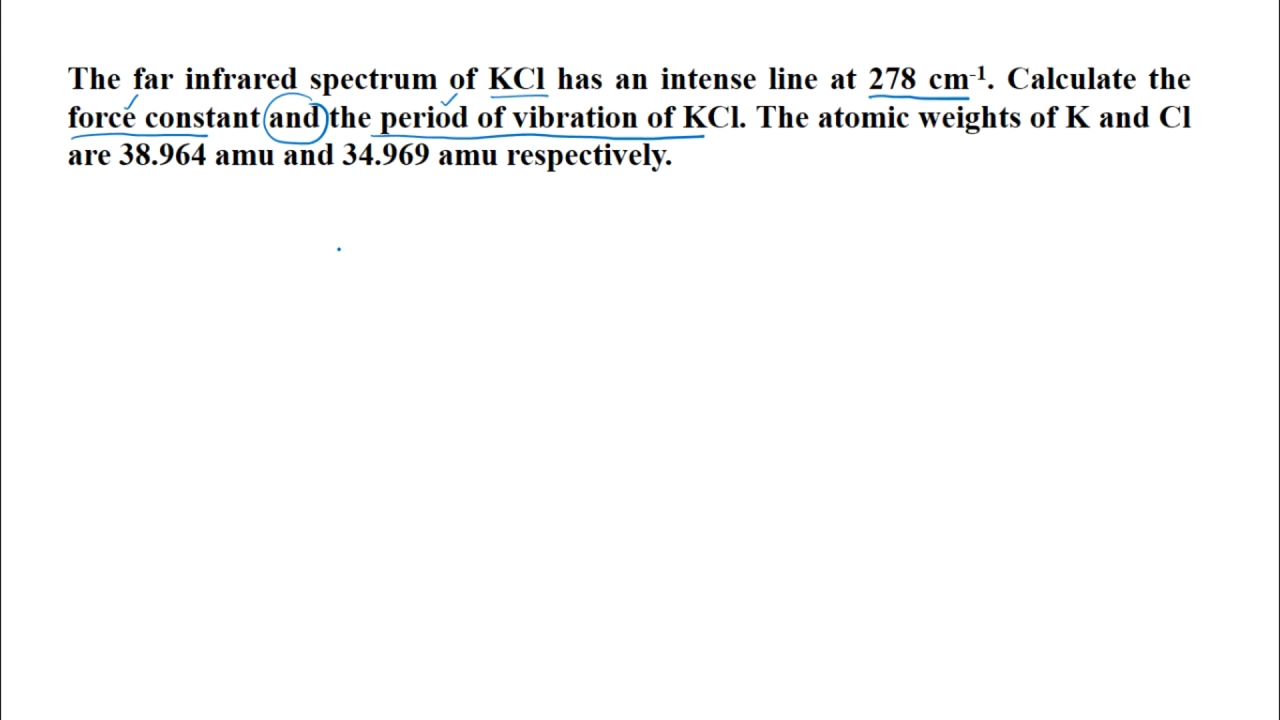 The far infrared spectrum of KCl has an intense line at 278 cm⁻¹. Calculate the
force constant and the period of vibration of KCl. The atomic weights of K and Cl
are 38.964 amu and 34.969 amu respectively.